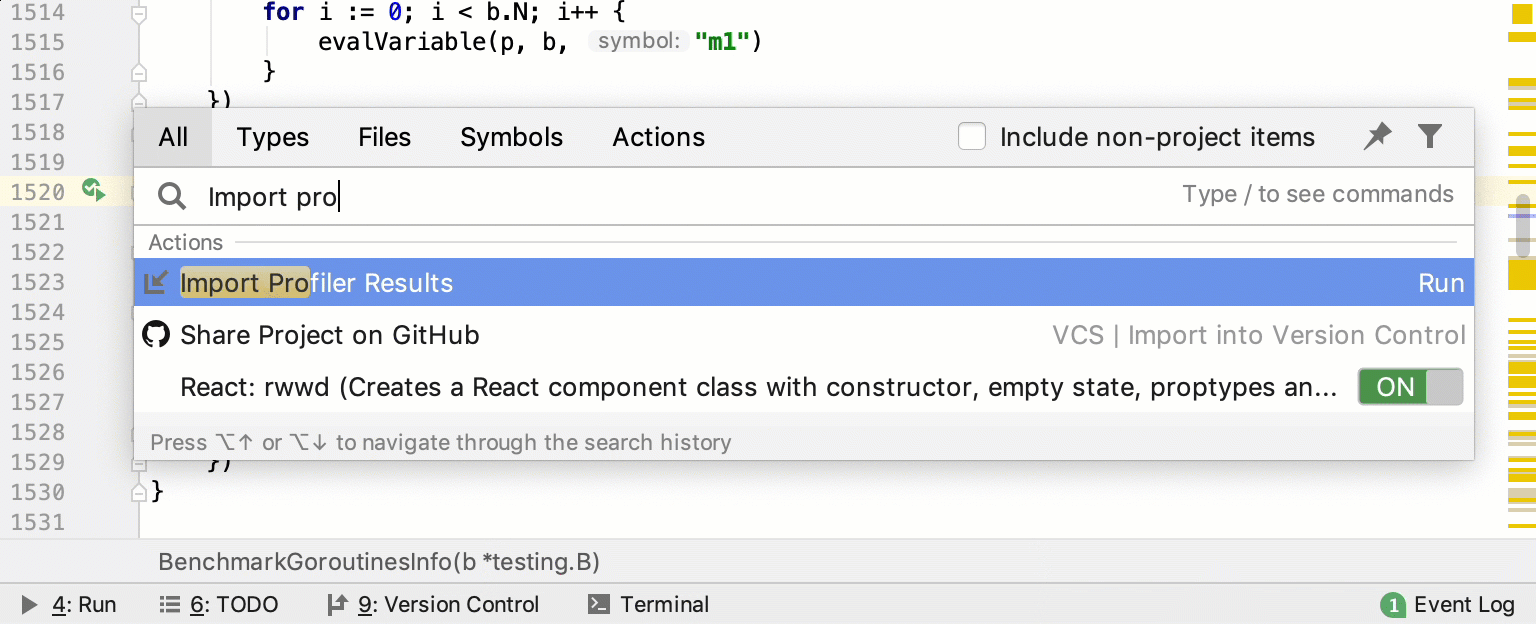 1514 for i := 0; i < b.N; i++ {
1515 evalVariable(p, b, symbol: "m1")
1516 }
1517 })
1518
All Types Files Symbols Actions Include non-project items
1519
1520 Import pro Type / to see commands
1521
1522 Actions
1523 Import Profiler Results Run
1524
1525 Share Project on GitHub VCS | Import into Version Control
1526
1527 React: rwwd (Creates a React component class with constructor, empty state, proptypes an... ON
1528 Press ⌥↑ or ⌥↓ to navigate through the search history
1529 })
1530 }
1531
BenchmarkGoroutinesInfo(b *testing.B)
4: Run 6: TODO 9: Version Control Terminal 1 Event Log